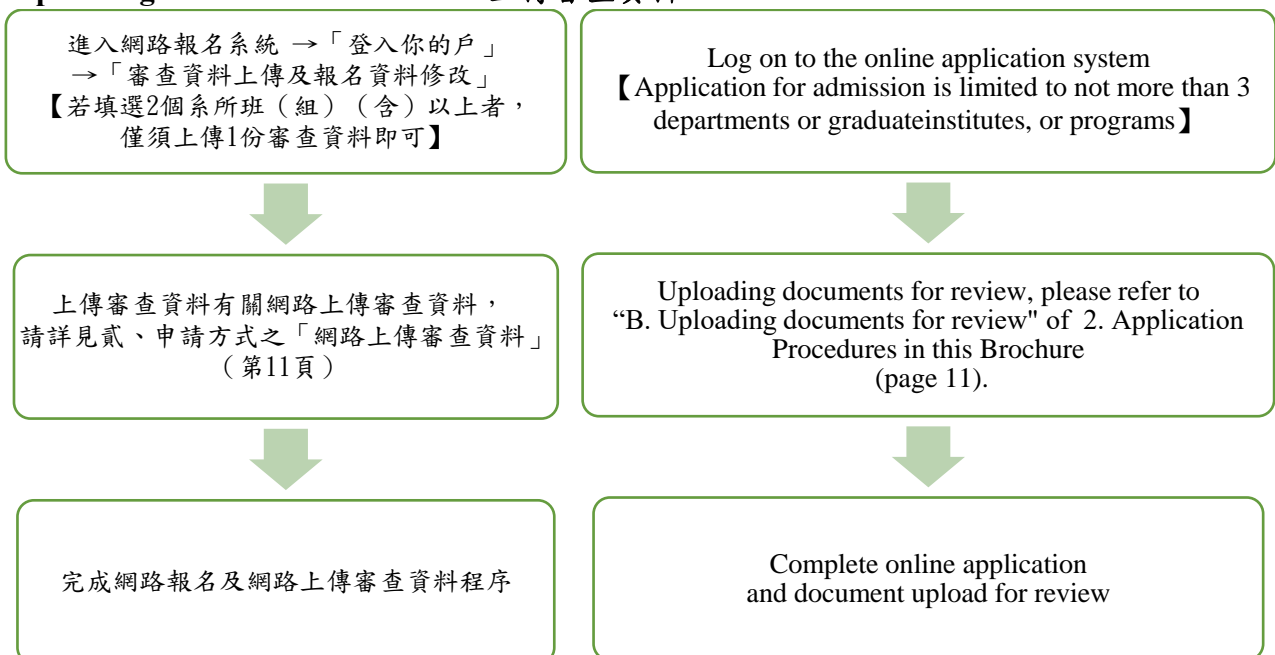 進入網路報名系統 →「登入你的戶」
→「審查資料上傳及報名資料修改」
【若填選2個系所班（組）（含）以上者，
僅須上傳1份審查資料即可】
Log on to the online application system
【Application for admission is limited to not more than 3
departments or graduateinstitutes, or programs】
上傳審查資料有關網路上傳審查資料，
請詳見貳、申請方式之「網路上傳審查資料」
（第11頁）
Uploading documents for review, please refer to
“B. Uploading documents for review" of 2. Application
Procedures in this Brochure
(page 11).
完成網路報名及網路上傳審查資料程序
Complete online application
and document upload for review